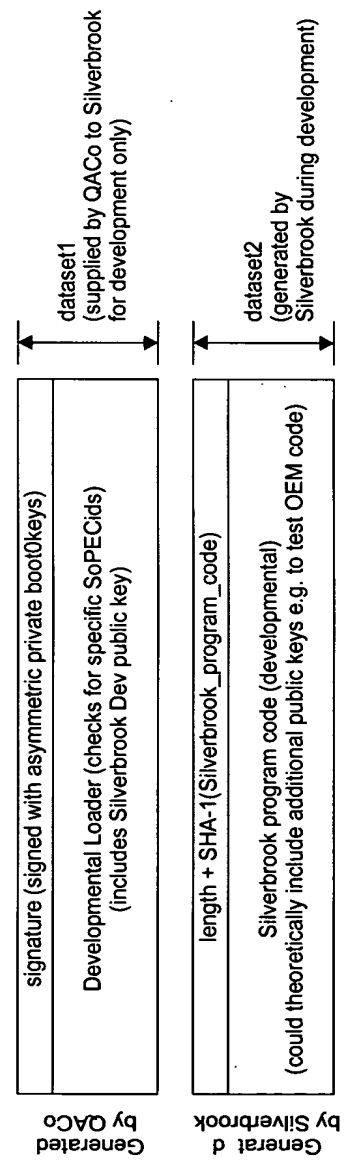 Generated
by QACo
signature (signed with asymmetric private boot0keys)
Developmental Loader (checks for specific SoPECids)
(includes Silverbrook Dev public key)
dataset1
(supplied by QACo to Silverbrook
for development only)
Generat d
by Silverbrook
length + SHA-1(Silverbrook_program_code)
Silverbrook program code (developmental)
(could theoretically include additional public keys e.g. to test OEM code)
dataset2
(generated by
Silverbrook during development)